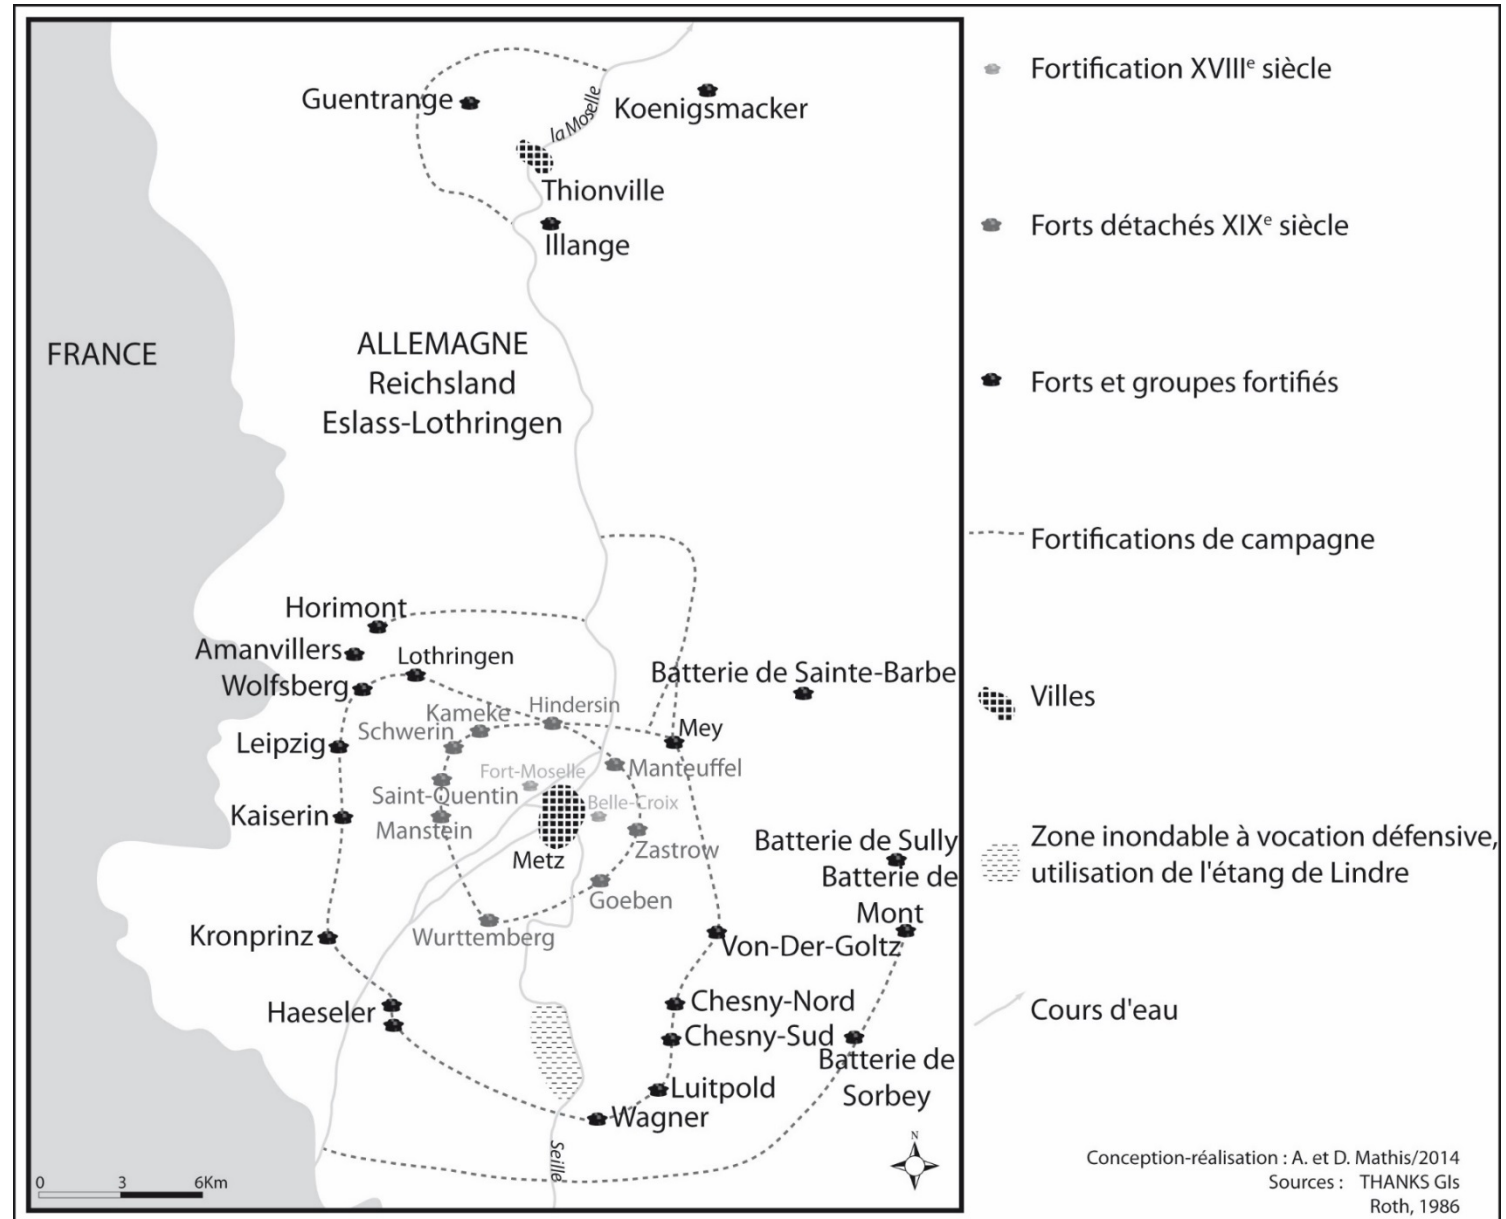 Guentrange
la Moselle
Koenigsmacker
Thionville
Illange
FRANCE
ALLEMAGNE
Reichsland
Eslass-Lothringen
Horimont
Amanvillers
Lothringen
Wolfsberg
Batterie de Sainte-Barbe
Kameke
Hindersin
Schwerin
Mey
Leipzig
Fort-Moselle
Manteuffel
Saint-Quentin
Belle-Croix
Kaiserin
Manstein
Metz
Zastrow
Batterie de Sully
Batterie de
Mont
Goeben
Kronprinz
Wurttemberg
Von-Der-Goltz
Haeseler
Chesny-Nord
Chesny-Sud
Batterie de
Sorbey
Luitpold
Wagner
Seille
N
0 3 6Km
Fortification XVIIIe siècle
Forts détachés XIXe siècle
Forts et groupes fortifiés
Fortifications de campagne
Villes
Zone inondable à vocation défensive,
utilisation de l'étang de Lindre
Cours d'eau
Conception-réalisation : A. et D. Mathis/2014
Sources : THANKS GIs
Roth, 1986